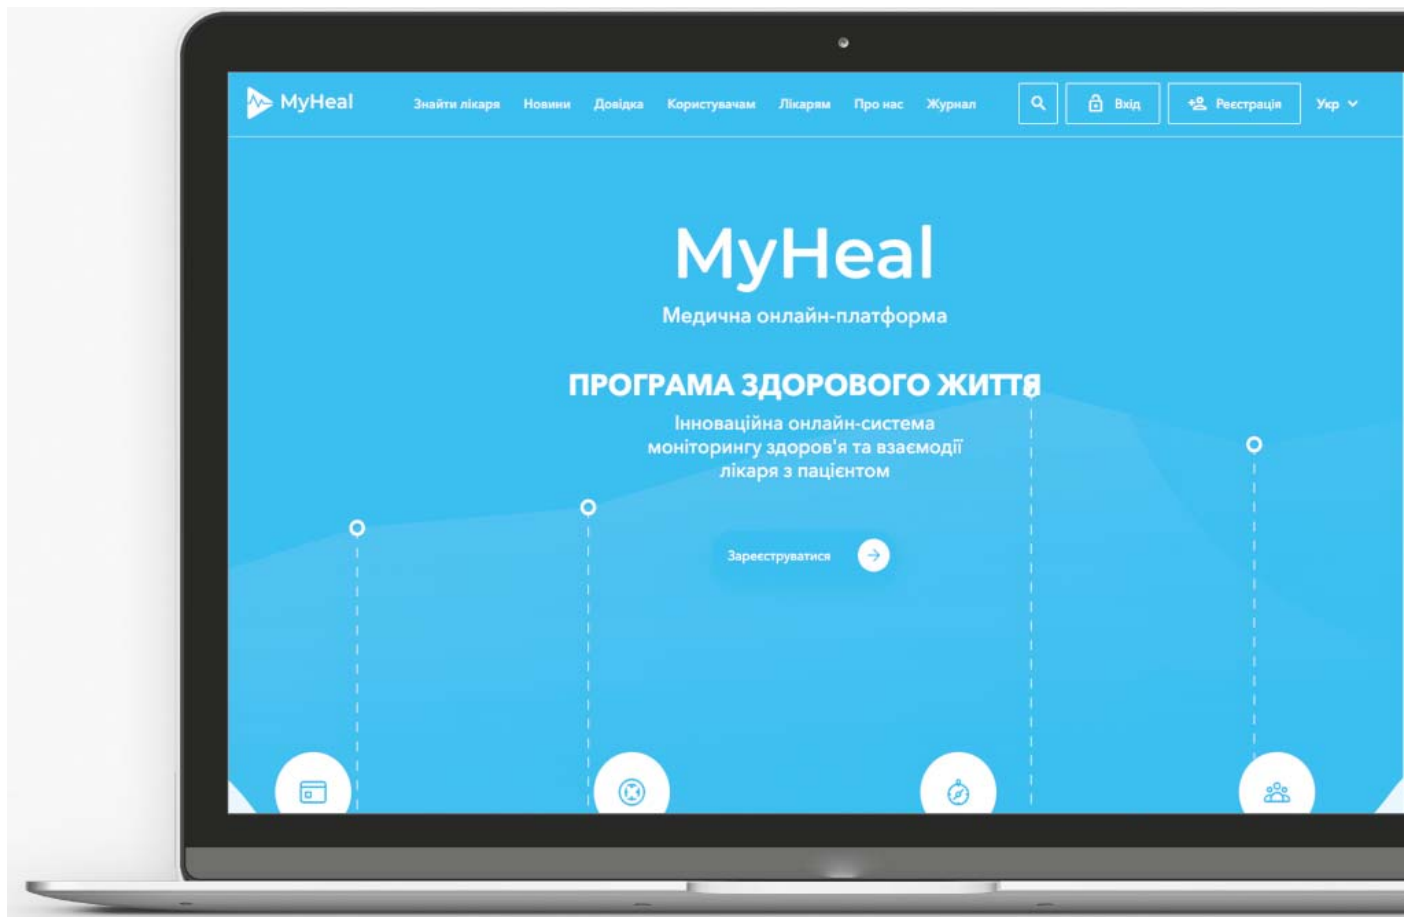 MyHeal
Знайти лікаря Новини Довідка Користувачам Лікарям Про нас Журнал Вхід Реєстрація Укр
MyHeal
Медична онлайн-платформа
ПРОГРАМА ЗДОРОВОГО ЖИТТЯ
Інноваційна онлайн-система
моніторингу здоров'я та взаємодії
лікаря з пацієнтом
Зареєструватися